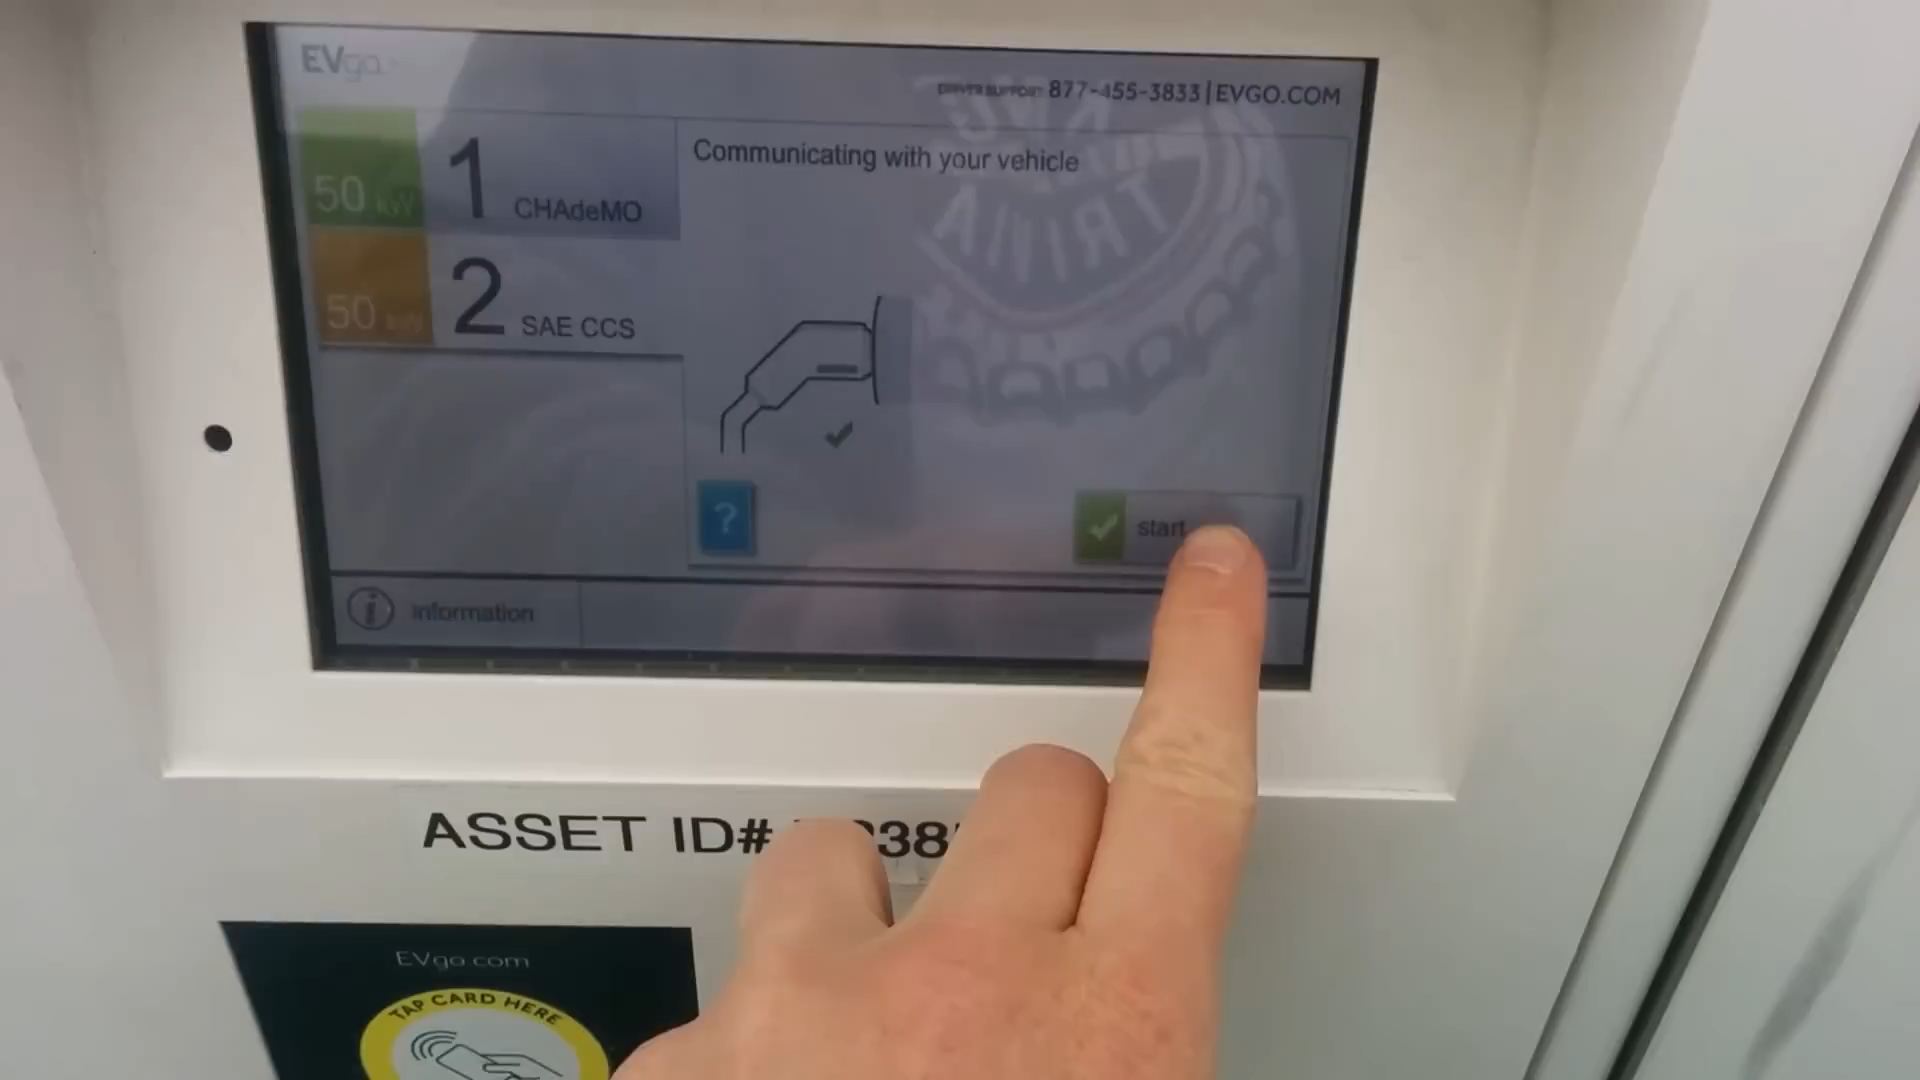 EVgo
DRIVER SUPPORT: 877-455-3833 | EVGO.COM
50 kW 1 CHAdeMO
50 kW 2 SAE CCS
Communicating with your vehicle
?
start
information
ASSET ID#
EVgo.com
TAP CARD HERE